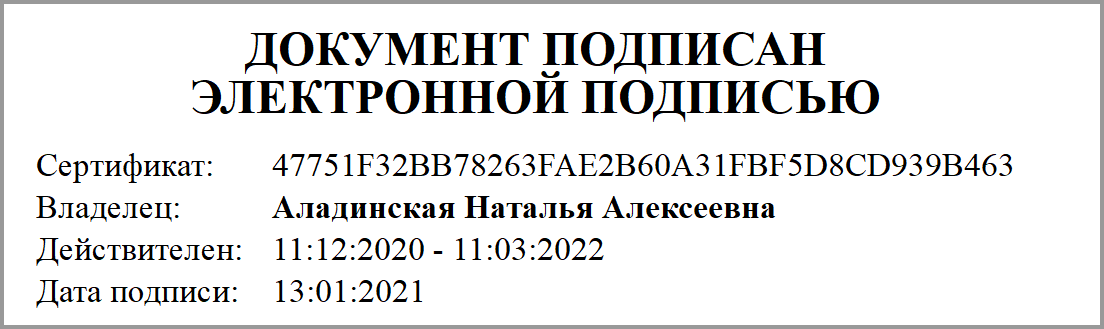 ДОКУМЕНТ ПОДПИСАН
ЭЛЕКТРОННОЙ ПОДПИСЬЮ
Сертификат: 47751F32BB78263FAE2B60A31FBF5D8CD939B463
Владелец: Аладинская Наталья Алексеевна
Действителен: 11:12:2020 - 11:03:2022
Дата подписи: 13:01:2021